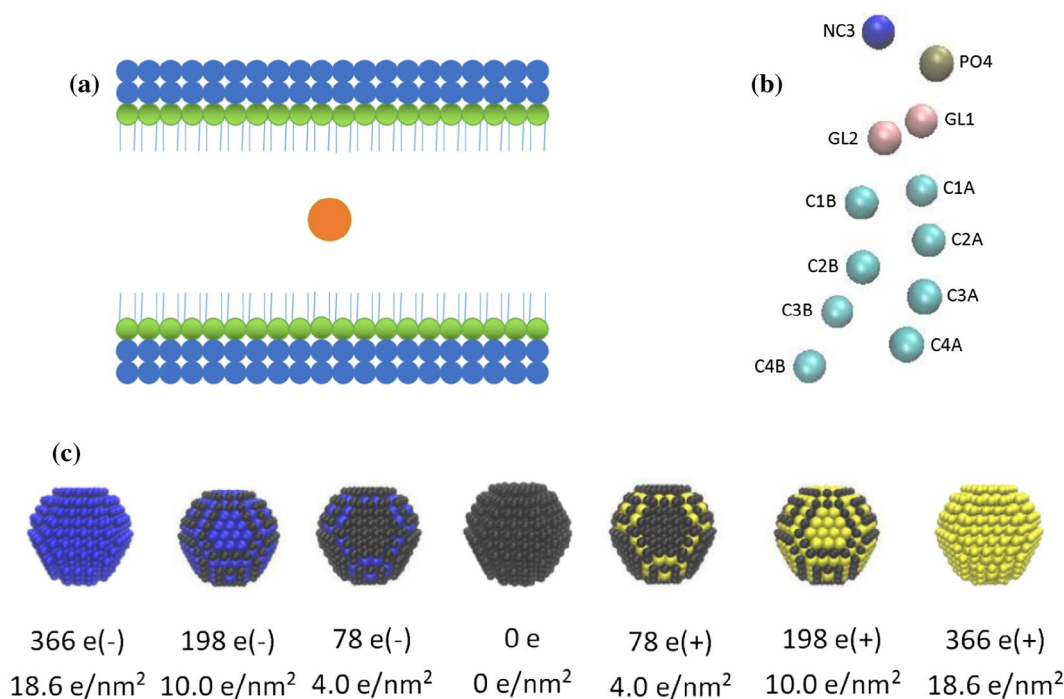 (a)
(b)
NC3
PO4
GL1
GL2
C1A
C1B
C2A
C2B
C3A
C3B
C4A
C4B
(c)
366 e(-) 198 e(-) 78 e(-) 0 e 78 e(+) 198 e(+) 366 e(+)
18.6 e/nm² 10.0 e/nm² 4.0 e/nm² 0 e/nm² 4.0 e/nm² 10.0 e/nm² 18.6 e/nm²